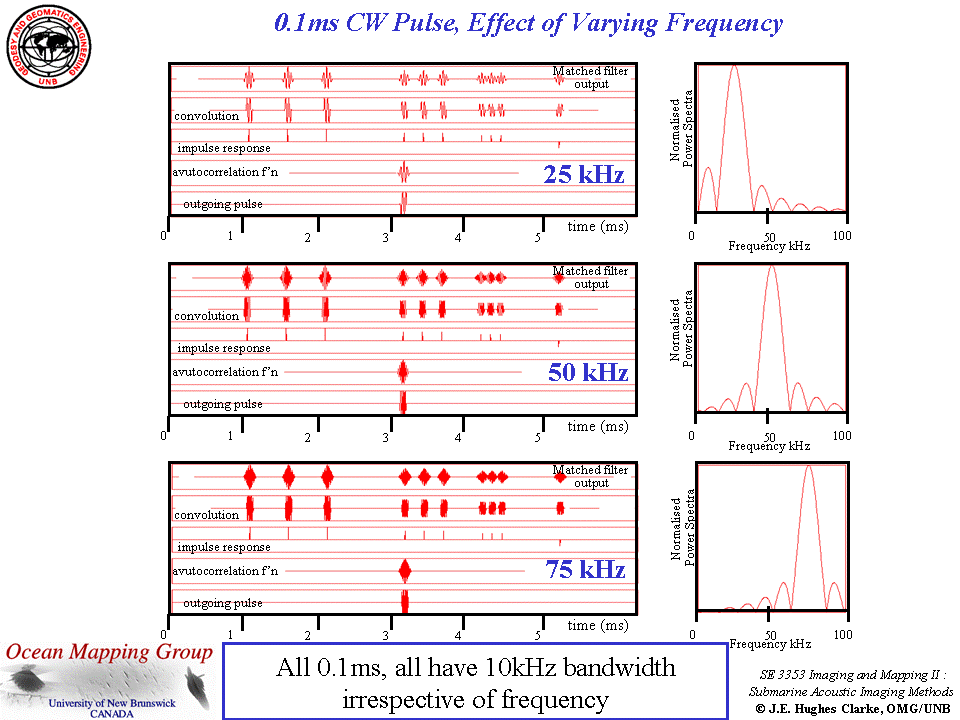 0.1ms CW Pulse, Effect of Varying Frequency
GEODESY AND GEOMATICS ENGINEERING
UNB
Matched filter
output
convolution
impulse response
avutocorrelation f'n
25 kHz
outgoing pulse
time (ms)
0 1 2 3 4 5
Normalised
Power Spectra
0 50 100
Frequency kHz
Matched filter
output
convolution
impulse response
avutocorrelation f'n
50 kHz
outgoing pulse
time (ms)
0 1 2 3 4 5
Normalised
Power Spectra
0 50 100
Frequency kHz
Matched filter
output
convolution
impulse response
avutocorrelation f'n
75 kHz
outgoing pulse
time (ms)
0 1 2 3 4 5
Normalised
Power Spectra
0 50 100
Frequency kHz
Ocean Mapping Group
University of New Brunswick
CANADA
All 0.1ms, all have 10kHz bandwidth
irrespective of frequency
SE 3353 Imaging and Mapping II :
Submarine Acoustic Imaging Methods
© J.E. Hughes Clarke, OMG/UNB